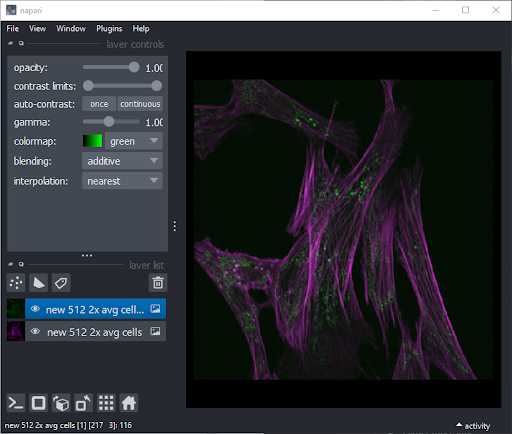 napari
File View Window Plugins Help
layer controls
opacity: 1.00
contrast limits:
auto-contrast: once continuous
gamma: 1.00
colormap: green
blending: additive
interpolation: nearest
layer list
new 512 2x avg cell...
new 512 2x avg cells
new 512 2x avg cells [1] [217 3]: 116
activity